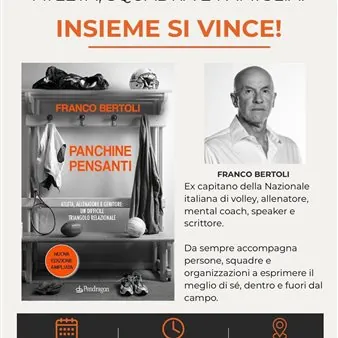 INSIEME SI VINCE!
FRANCO BERTOLI
PANCHINE
PENSANTI
ATLETA, ALLENATORE E GENITORE:
UN DIFFICILE
TRIANGOLO RELAZIONALE
NUOVA
EDIZIONE
AMPLIATA
Pendragon
FRANCO BERTOLI
Ex capitano della Nazionale
italiana di volley, allenatore,
mental coach, speaker e
scrittore.
Da sempre accompagna
persone, squadre e
organizzazioni a esprimere il
meglio di sé, dentro e fuori dal
campo.